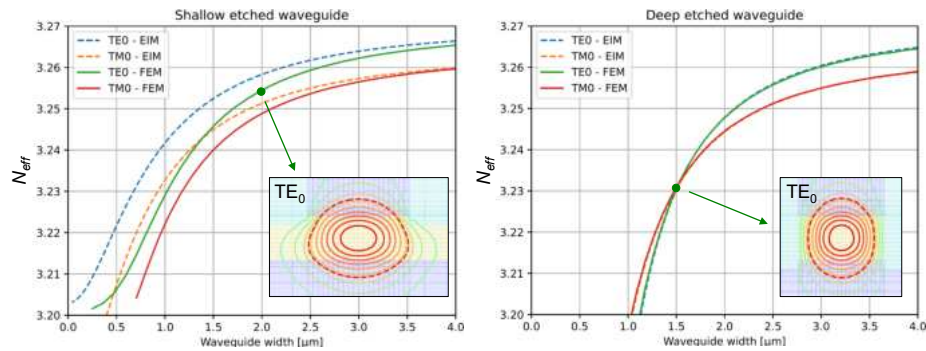 Shallow etched waveguide
3.27
3.26
3.25
3.24
3.23
3.22
3.21
3.20
N_eff
TE0 - EIM
TM0 - EIM
TE0 - FEM
TM0 - FEM
TE0
0.0 0.5 1.0 1.5 2.0 2.5 3.0 3.5 4.0
Waveguide width [μm]
Deep etched waveguide
3.27
3.26
3.25
3.24
3.23
3.22
3.21
3.20
N_eff
TE0 - EIM
TM0 - EIM
TE0 - FEM
TM0 - FEM
TE0
0.0 0.5 1.0 1.5 2.0 2.5 3.0 3.5 4.0
Waveguide width [μm]